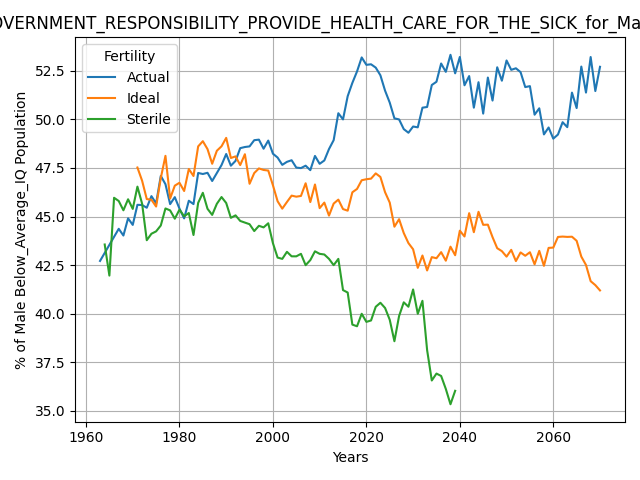 OVERNMENT_RESPONSIBILITY_PROVIDE_HEALTH_CARE_FOR_THE_SICK_for_Ma
Fertility
Actual
Ideal
Sterile
52.5
50.0
47.5
45.0
42.5
40.0
37.5
35.0
% of Male Below_Average_IQ Population
1960 1980 2000 2020 2040 2060
Years